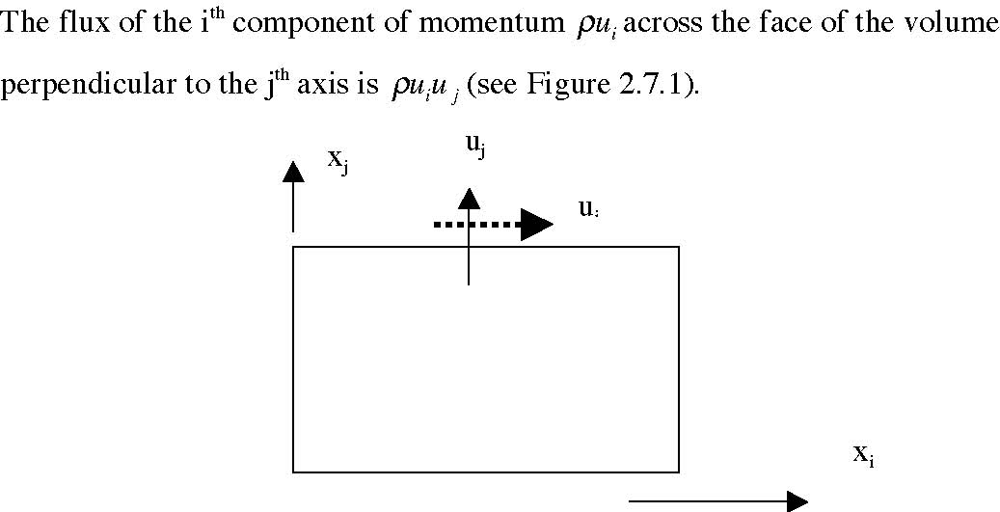 The flux of the iᵗʰ component of momentum ρuᵢ across the face of the volume
perpendicular to the jᵗʰ axis is ρuᵢuⱼ (see Figure 2.7.1).
uⱼ
xⱼ
uᵢ
xᵢ